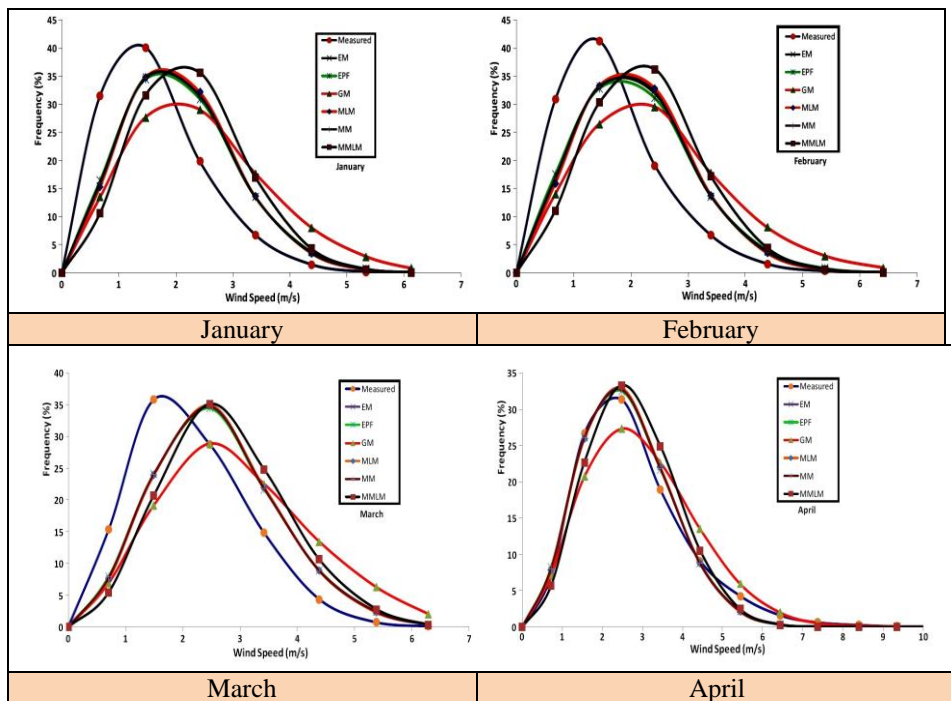 45
40
35
30
25
20
15
10
5
0
Frequency (%)
0 1 2 3 4 5 6 7
Wind Speed (m/s)
Measured
EM
EPF
GM
MLM
MM
MMLM
January
45
40
35
30
25
20
15
10
5
0
Frequency (%)
0 1 2 3 4 5 6 7
Wind Speed (m/s)
Measured
EM
EPF
GM
MLM
MM
MMLM
February
January
February
40
35
30
25
20
15
10
5
0
Frequency (%)
0 1 2 3 4 5 6 7
Wind Speed (m/s)
Measured
EM
EPF
GM
MLM
MM
MMLM
March
35
30
25
20
15
10
5
0
Frequency (%)
0 1 2 3 4 5 6 7 8 9 10
Wind Speed (m/s)
Measured
EM
EPF
GM
MLM
MM
MMLM
April
March
April